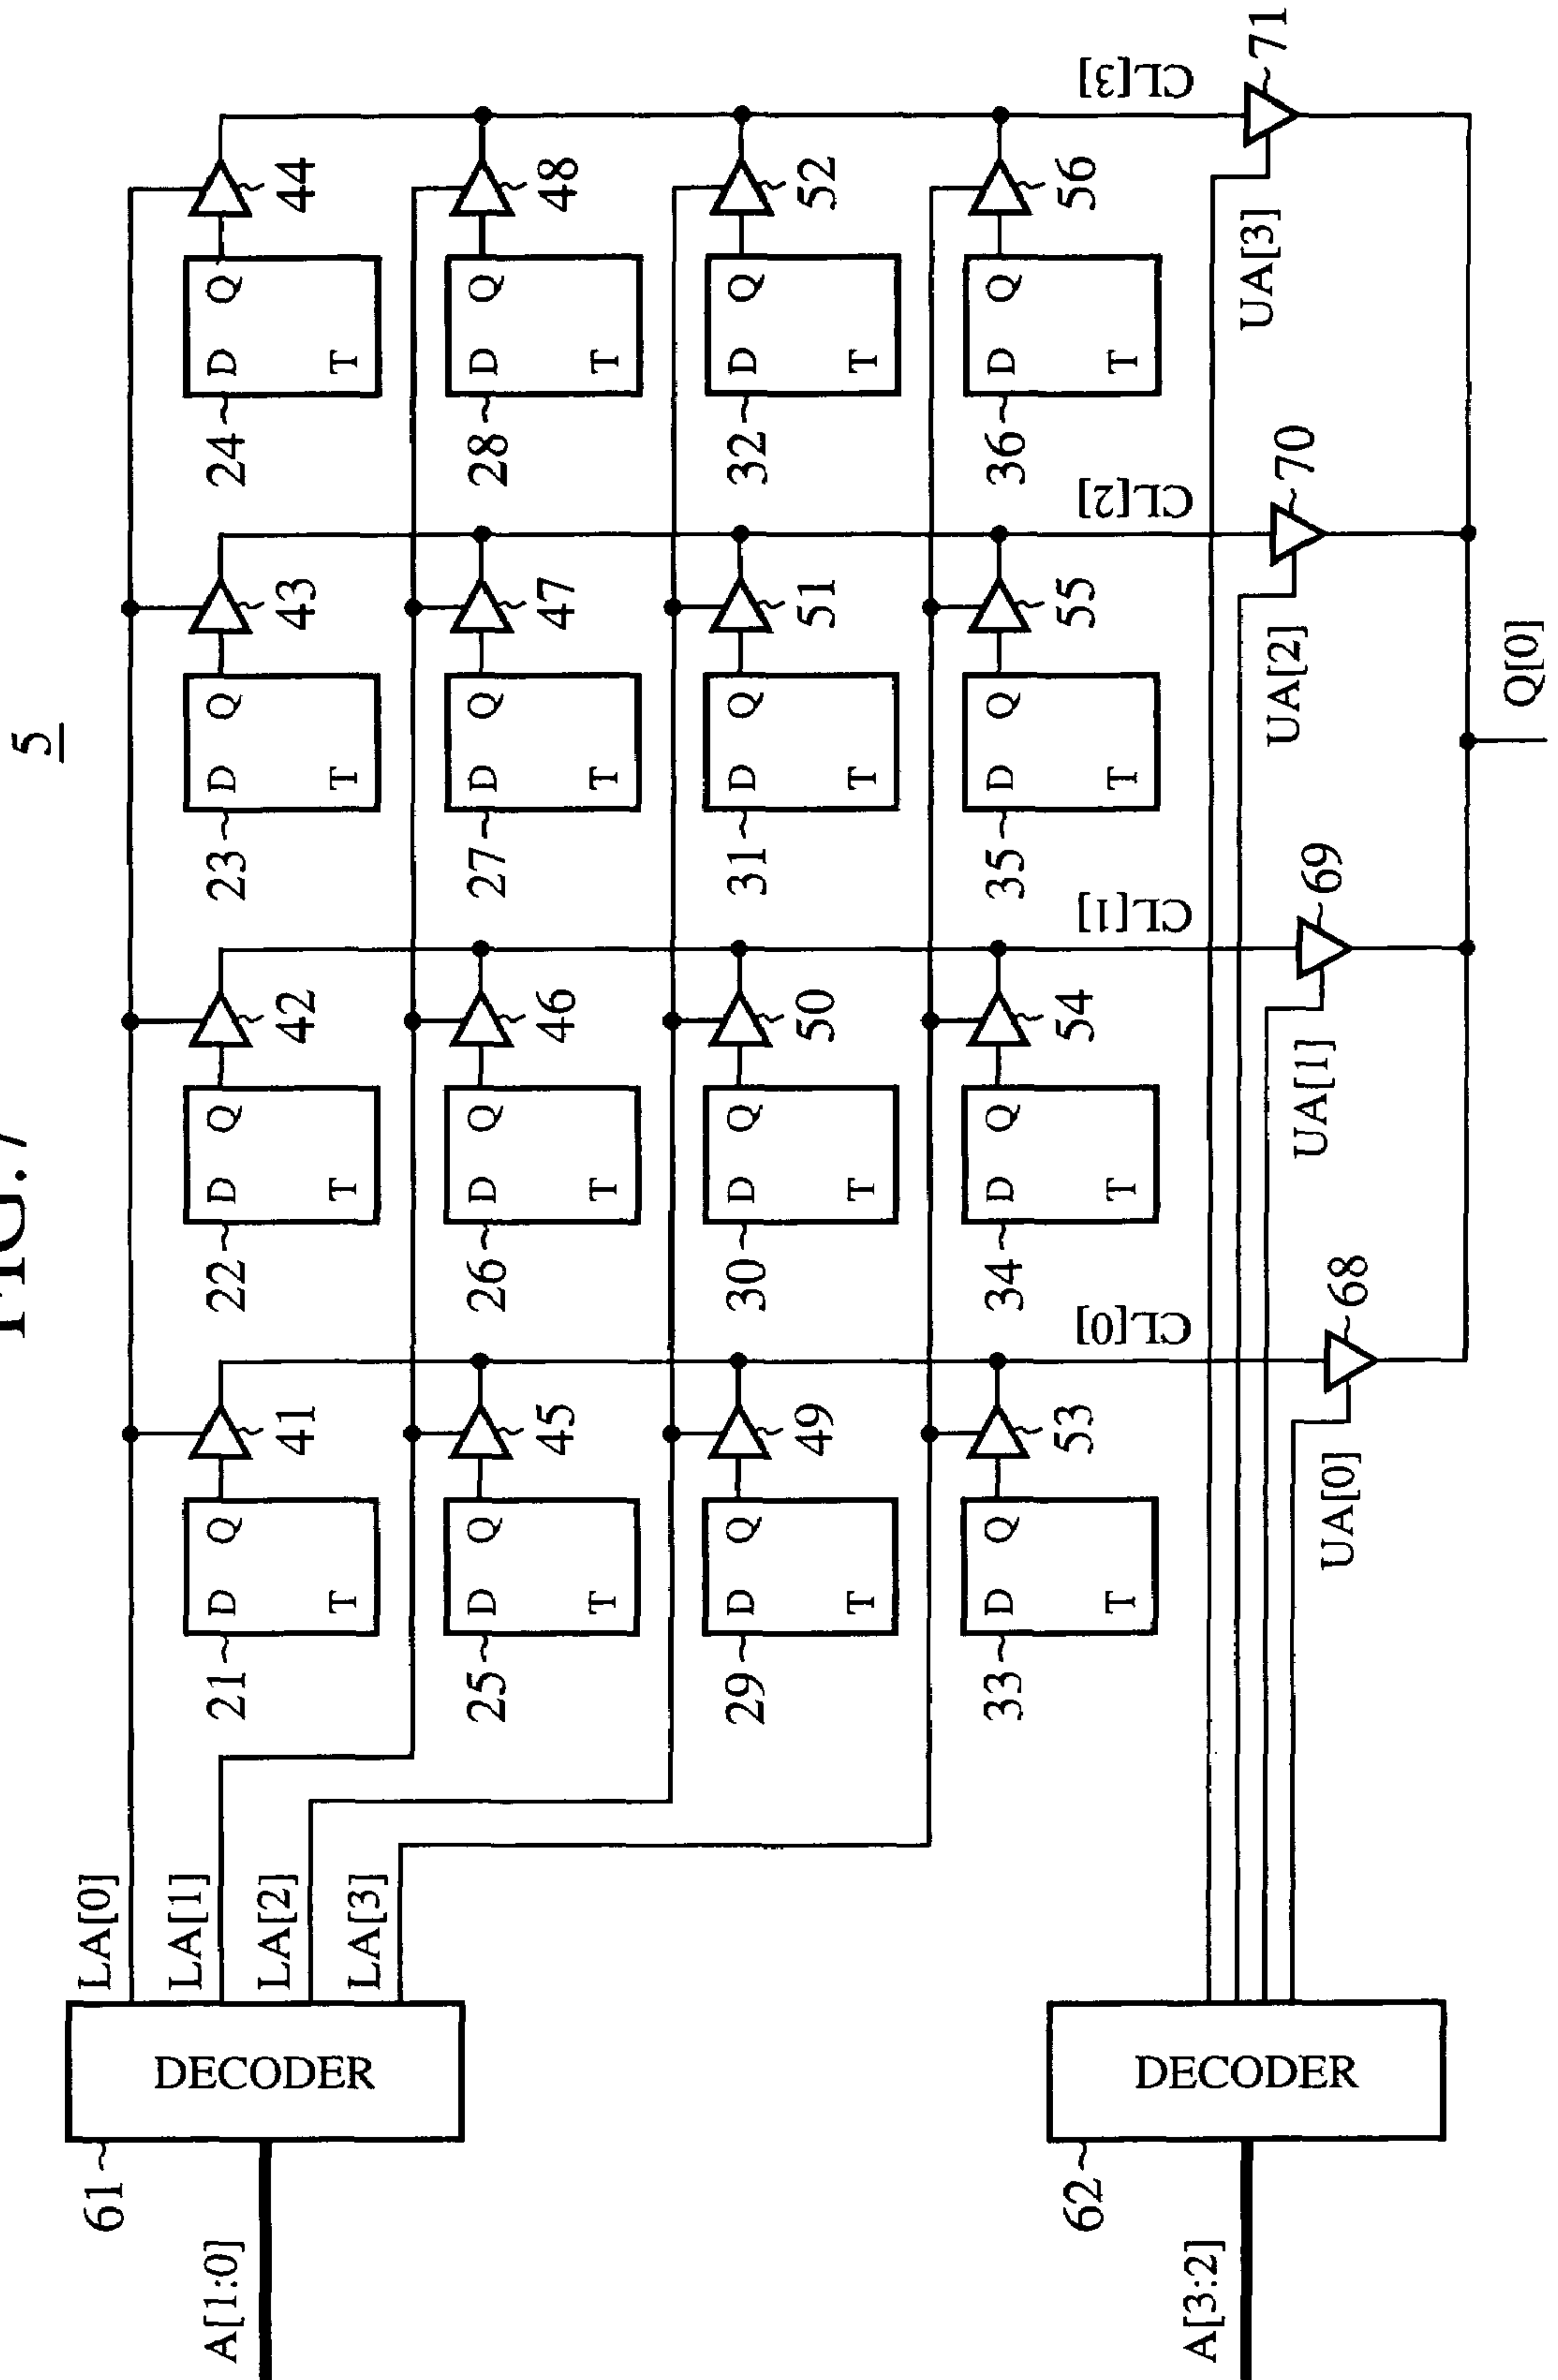 FIG.7
5
A[1:0]
61
DECODER
LA[0]
LA[1]
LA[2]
LA[3]
21
D Q
T
41
22
D Q
T
42
23
D Q
T
43
24
D Q
T
44
25
D Q
T
45
26
D Q
T
46
27
D Q
T
47
28
D Q
T
48
29
D Q
T
49
30
D Q
T
50
31
D Q
T
51
32
D Q
T
52
33
D Q
T
53
34
D Q
T
54
35
D Q
T
55
36
D Q
T
56
CL[0]
CL[1]
CL[2]
CL[3]
A[3:2]
62
DECODER
UA[0]
68
UA[1]
69
UA[2]
70
UA[3]
71
Q[0]